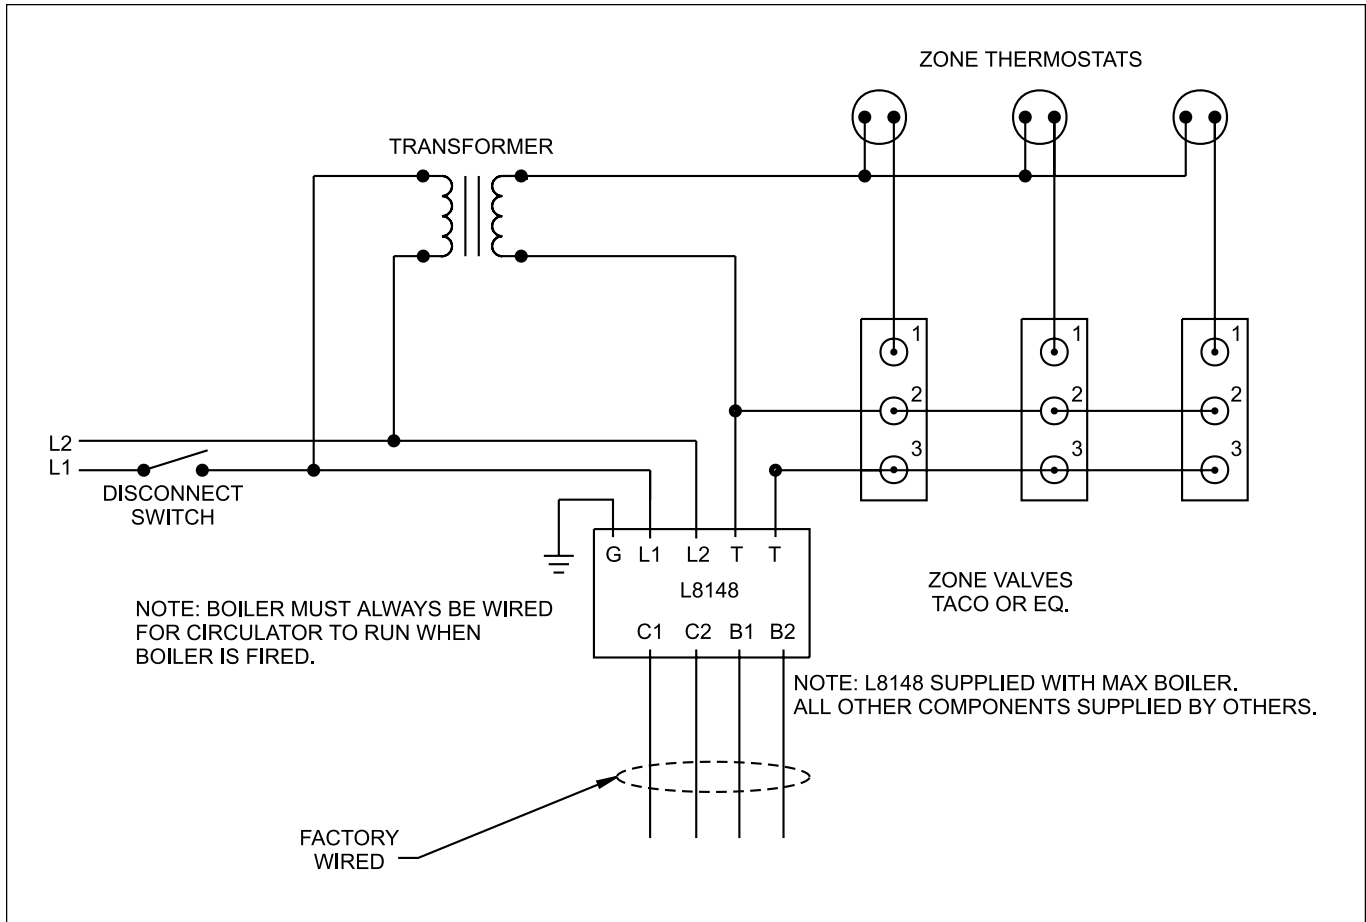 ZONE THERMOSTATS
TRANSFORMER
1
1
1
2
2
2
L2
3
3
3
L1
DISCONNECT
SWITCH
G L1 L2 T T
L8148
C1 C2 B1 B2
ZONE VALVES
TACO OR EQ.
NOTE: BOILER MUST ALWAYS BE WIRED
FOR CIRCULATOR TO RUN WHEN
BOILER IS FIRED.
NOTE: L8148 SUPPLIED WITH MAX BOILER.
ALL OTHER COMPONENTS SUPPLIED BY OTHERS.
FACTORY
WIRED